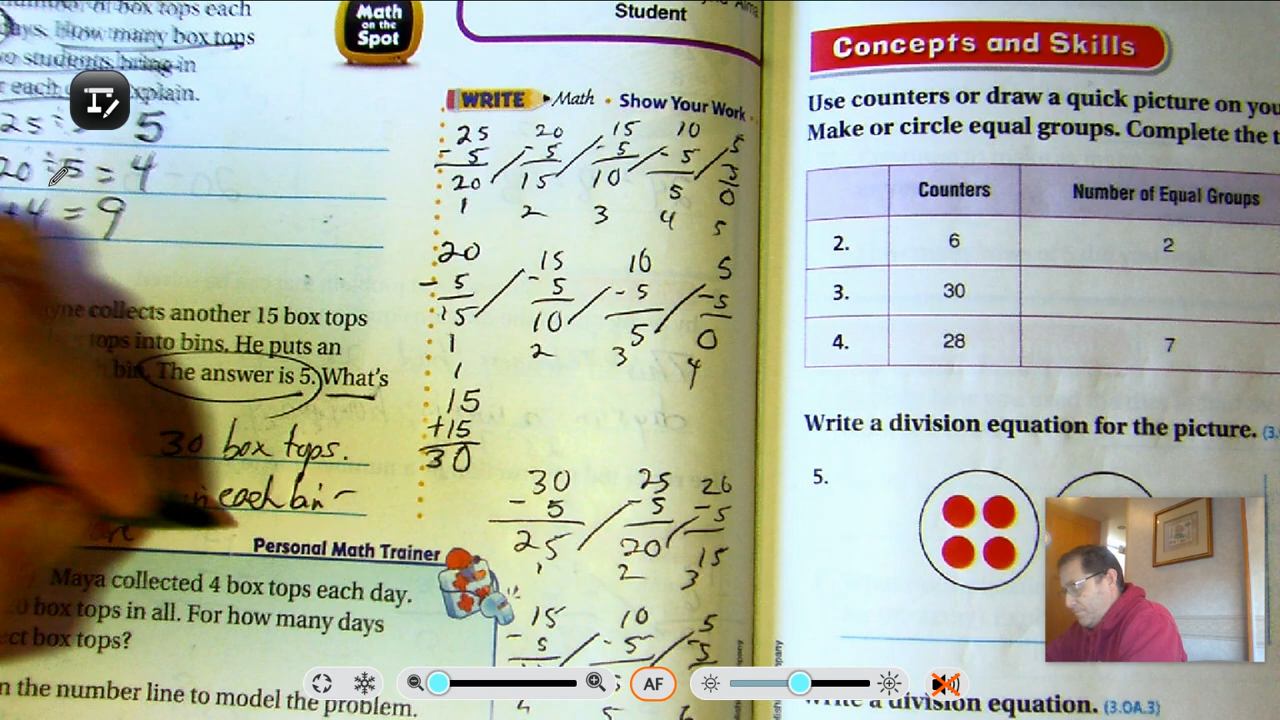 box tops each
days. How many box tops
two students bring in
each explain.
25 ÷ 5
20 ÷ 5 = 4
+4 = 9
Math
on the
Spot
Student
WRITE Math • Show Your Work
25 20 15 10 5
- 5 - 5 - 5 - 5 - 5
20 15 10 5 0
1 2 3 4 5
20 15 10 5
- 5 - 5 - 5 - 5
15 10 5 0
1 2 3 4
1
15
+15
30
30 25 20
- 5 - 5 - 5
25 20 15
1 2 3
15 10 5
- 5 - 5 - 5
4 5 6
collects another 15 box tops
tops into bins. He puts an
bin. The answer is 5. What's
30 box tops.
in each bin
are
Personal Math Trainer
Maya collected 4 box tops each day.
box tops in all. For how many days
box tops?
the number line to model the problem.
Concepts and Skills
Use counters or draw a quick picture on
Make or circle equal groups. Complete the
Counters Number of Equal Groups
2. 6 2
3. 30
4. 28 7
Write a division equation for the picture.
5.
a division equation. (3.OA.3)
AF